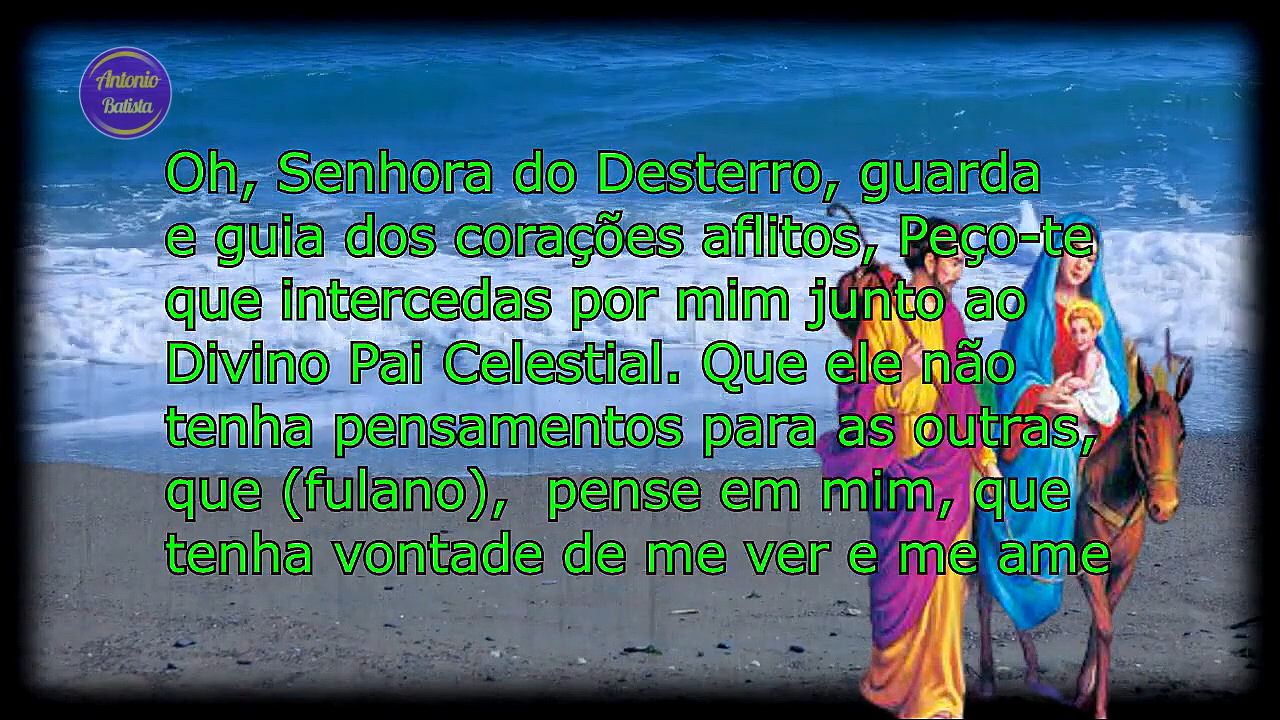 Antonio
Batista
Oh, Senhora do Desterro, guarda
e guia dos corações aflitos, Peço-te
que intercedas por mim junto ao
Divino Pai Celestial. Que ele não
tenha pensamentos para as outras,
que (fulano),  pense em mim, que
tenha vontade de me ver e me ame